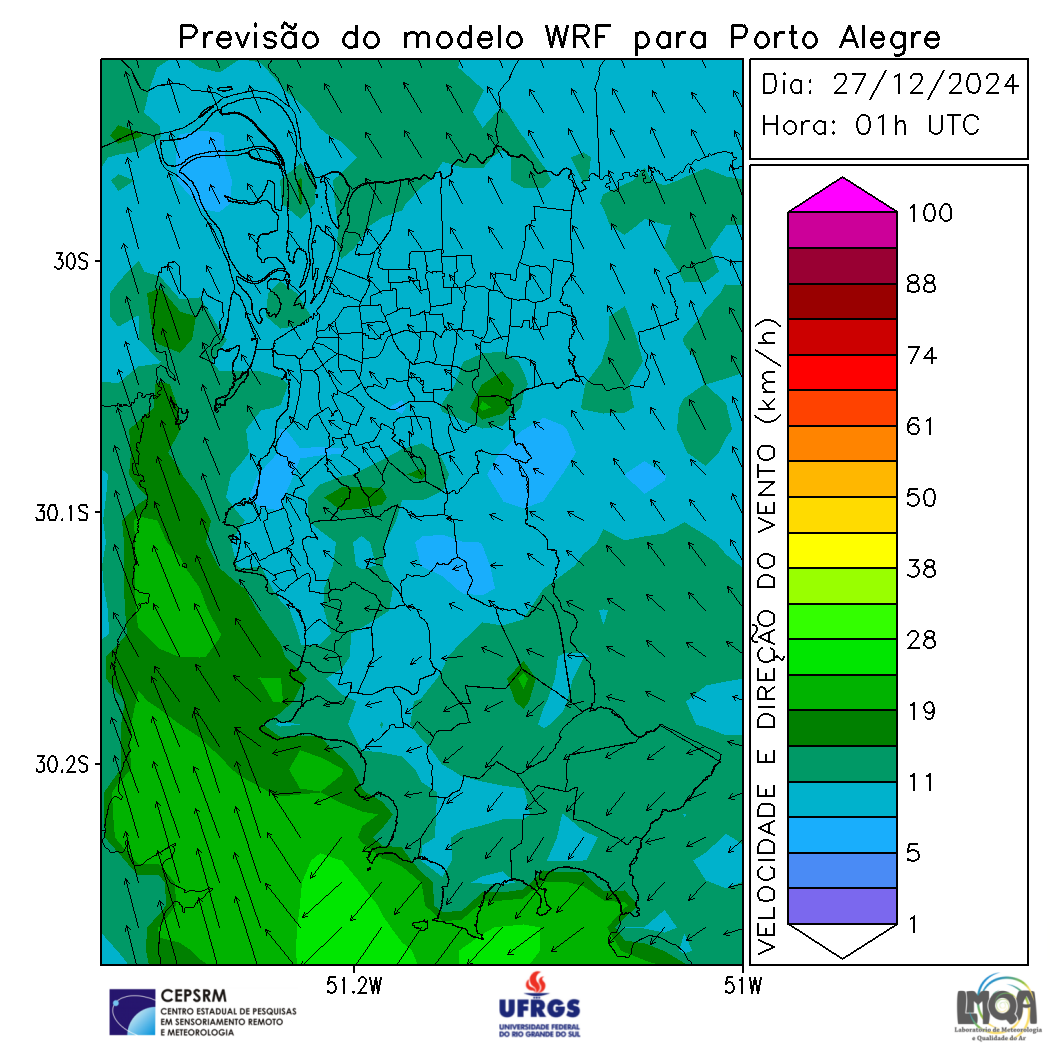 Previsão do modelo WRF para Porto Alegre
Dia: 27/12/2024
Hora: 01h UTC
30S
30.1S
30.2S
51.2W
51W
VELOCIDADE E DIREÇÃO DO VENTO (km/h)
100
88
74
61
50
38
28
19
11
5
1
CEPSRM
CENTRO ESTADUAL DE PESQUISAS
EM SENSORIAMENTO REMOTO
E METEOROLOGIA
UFRGS
UNIVERSIDADE FEDERAL
DO RIO GRANDE DO SUL
LMQA
Laboratório de Meteorologia
e Qualidade do Ar